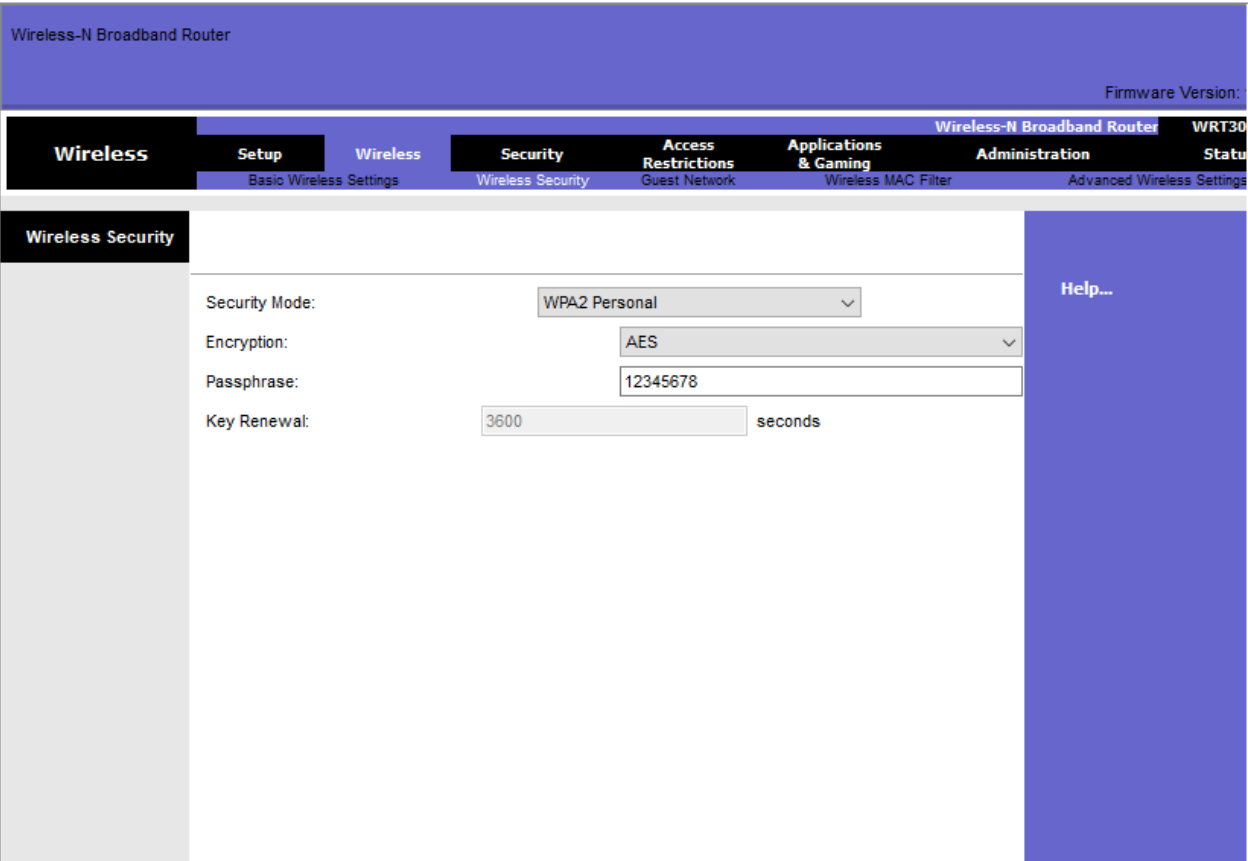 Wireless-N Broadband Router
Firmware Version:
Wireless-N Broadband Router WRT30
Wireless
Setup Wireless Security Access Restrictions Applications & Gaming Administration Statu
Basic Wireless Settings Wireless Security Guest Network Wireless MAC Filter Advanced Wireless Settings
Wireless Security
Help...
Security Mode: WPA2 Personal
Encryption: AES
Passphrase: 12345678
Key Renewal: 3600 seconds